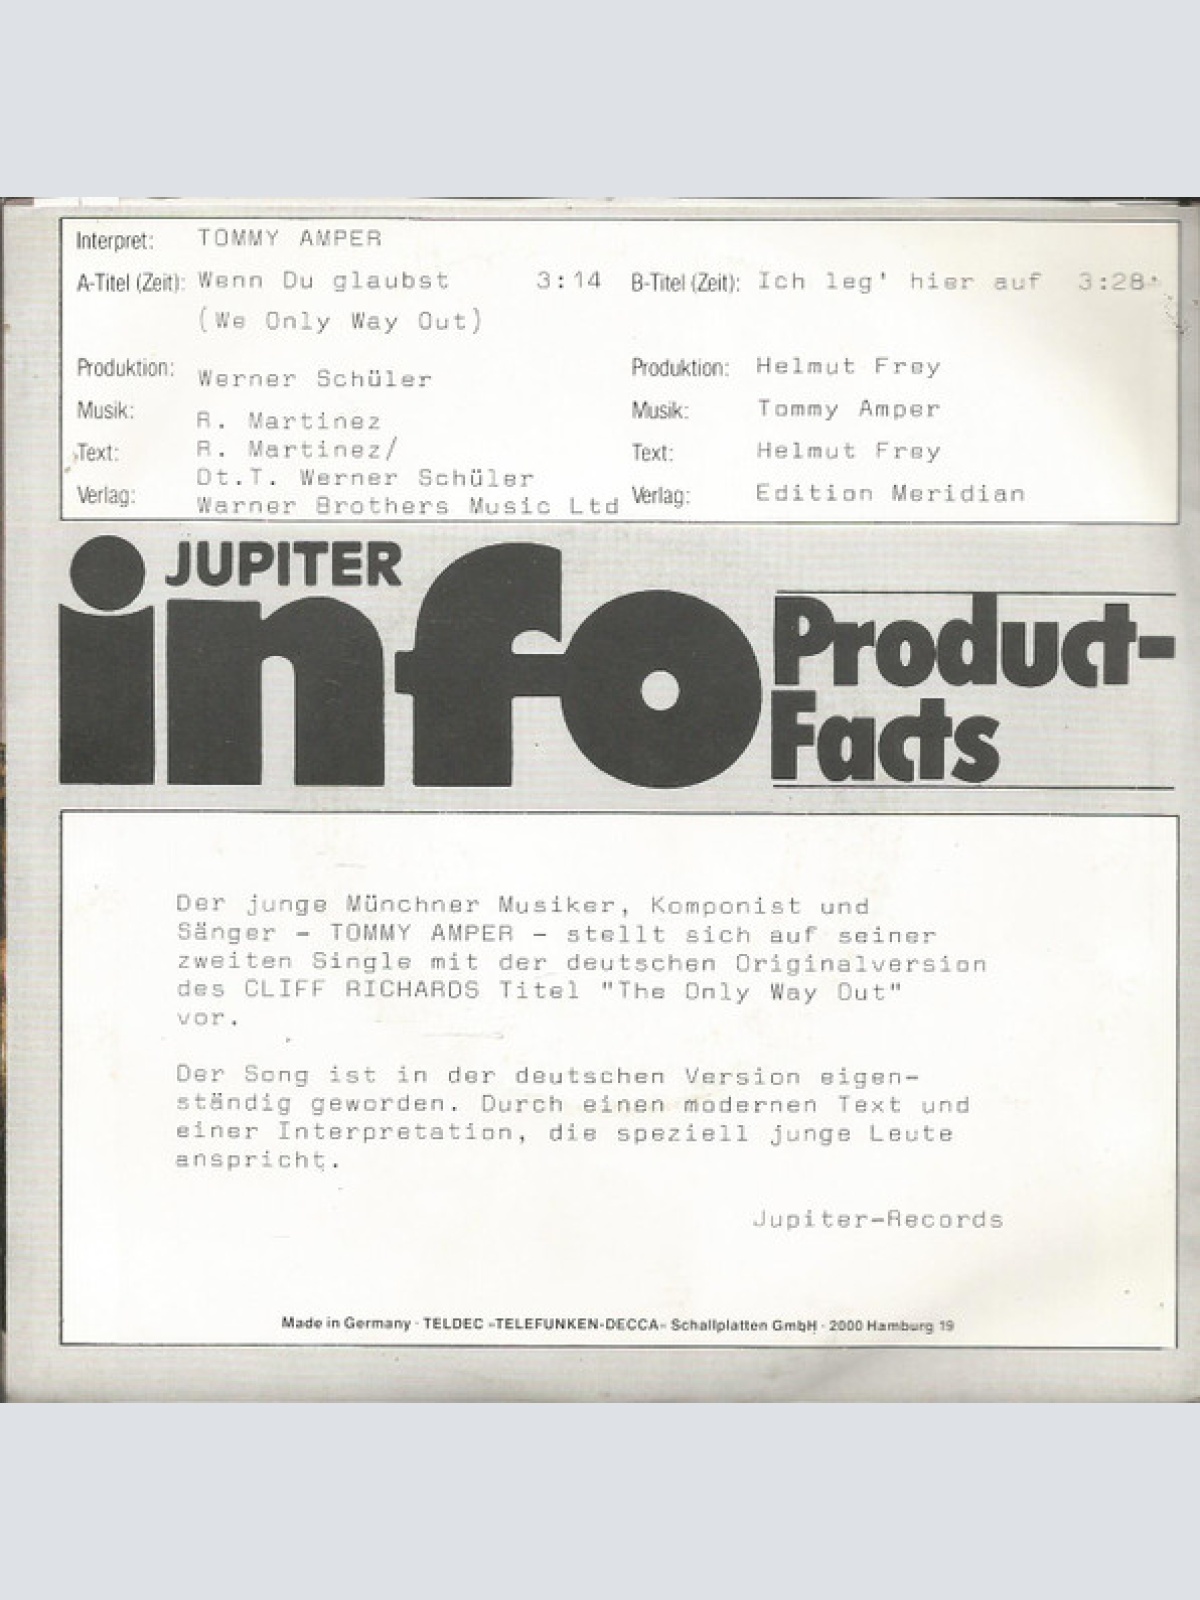 Interpret: TOMMY AMPER
A-Titel (Zeit): Wenn Du glaubst 3:14
(We Only Way Out)
Produktion: Werner Schüler
Musik: R. Martinez
Text: R. Martinez/
Dt.T. Werner Schüler
Verlag: Warner Brothers Music Ltd
B-Titel (Zeit): Ich leg' hier auf 3:28
Produktion: Helmut Frey
Musik: Tommy Amper
Text: Helmut Frey
Verlag: Edition Meridian
JUPITER
info
Product-
Facts
Der junge Münchner Musiker, Komponist und
Sänger - TOMMY AMPER - stellt sich auf seiner
zweiten Single mit der deutschen Originalversion
des CLIFF RICHARDS Titel "The Only Way Out"
vor.
Der Song ist in der deutschen Version eigen-
ständig geworden. Durch einen modernen Text und
einer Interpretation, die speziell junge Leute
anspricht.
Jupiter-Records
Made in Germany · TELDEC »TELEFUNKEN-DECCA« Schallplatten GmbH · 2000 Hamburg 19